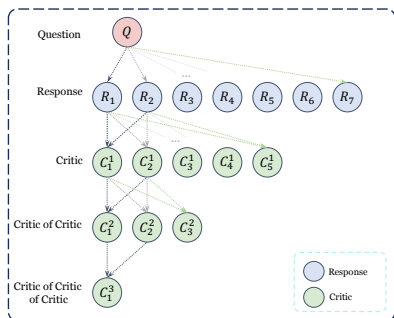 Question Q
...
Response R₁ R₂ R₃ R₄ R₅ R₆ R₇
...
Critic C₁¹ C₂¹ C₃¹ C₄¹ C₅¹
Critic of Critic C₁² C₂² C₃²
Critic of Critic
of Critic C₁³
Response
Critic